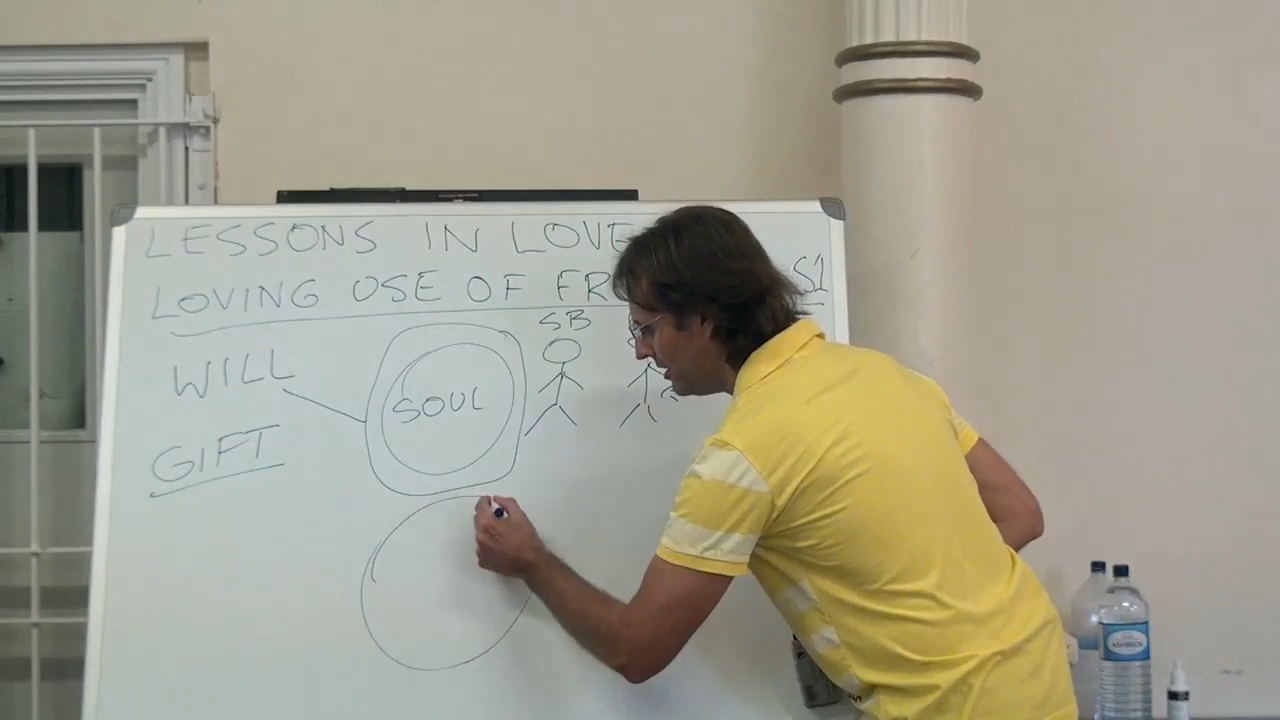 LESSONS IN LOVE
LOVING USE OF FR S1
SB
WILL
SOUL
GIFT